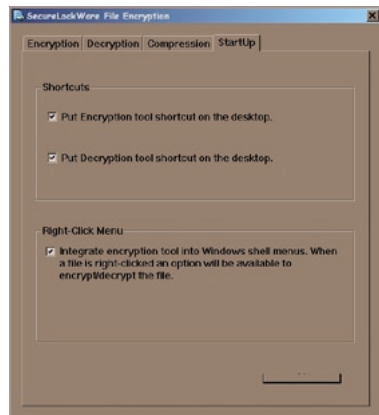 SecureLockWare File Encryption
Encryption Decryption Compression StartUp
Shortcuts
Put Encryption tool shortcut on the desktop.
Put Decryption tool shortcut on the desktop.
Right-Click Menu
Integrate encryption tool into Windows shell menus. When
a file is right-clicked an option will be available to
encrypt/decrypt the file.